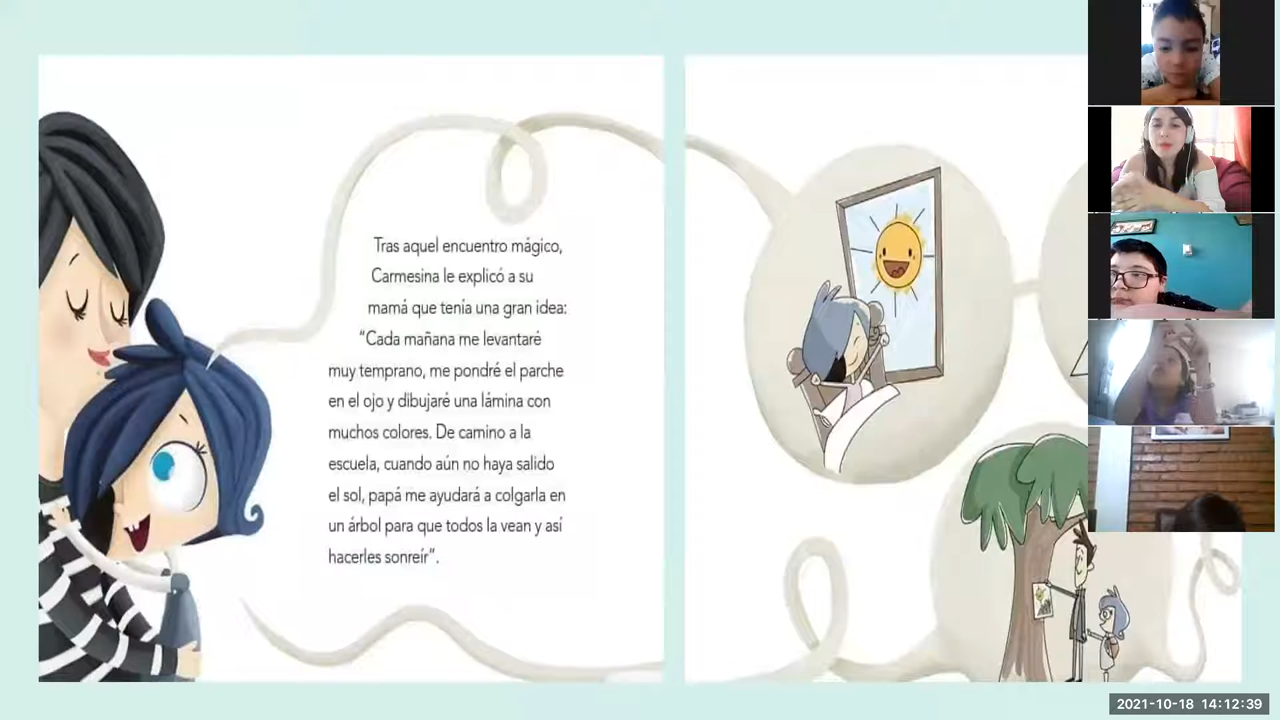 Tras aquel encuentro mágico,
Carmesina le explicó a su
mamá que tenía una gran idea:
“Cada mañana me levantaré
muy temprano, me pondré el parche
en el ojo y dibujaré una lámina con
muchos colores. De camino a la
escuela, cuando aún no haya salido
el sol, papá me ayudará a colgarla en
un árbol para que todos la vean y así
hacerles sonreír”.
2021-10-18 14:12:39